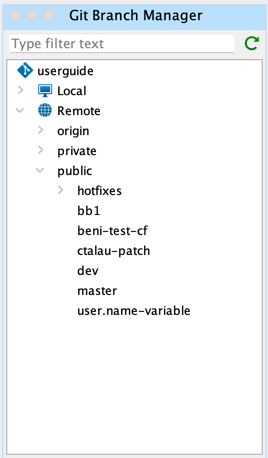 Git Branch Manager
Type filter text
userguide
Local
Remote
origin
private
public
hotfixes
bb1
beni-test-cf
ctalau-patch
dev
master
user.name-variable